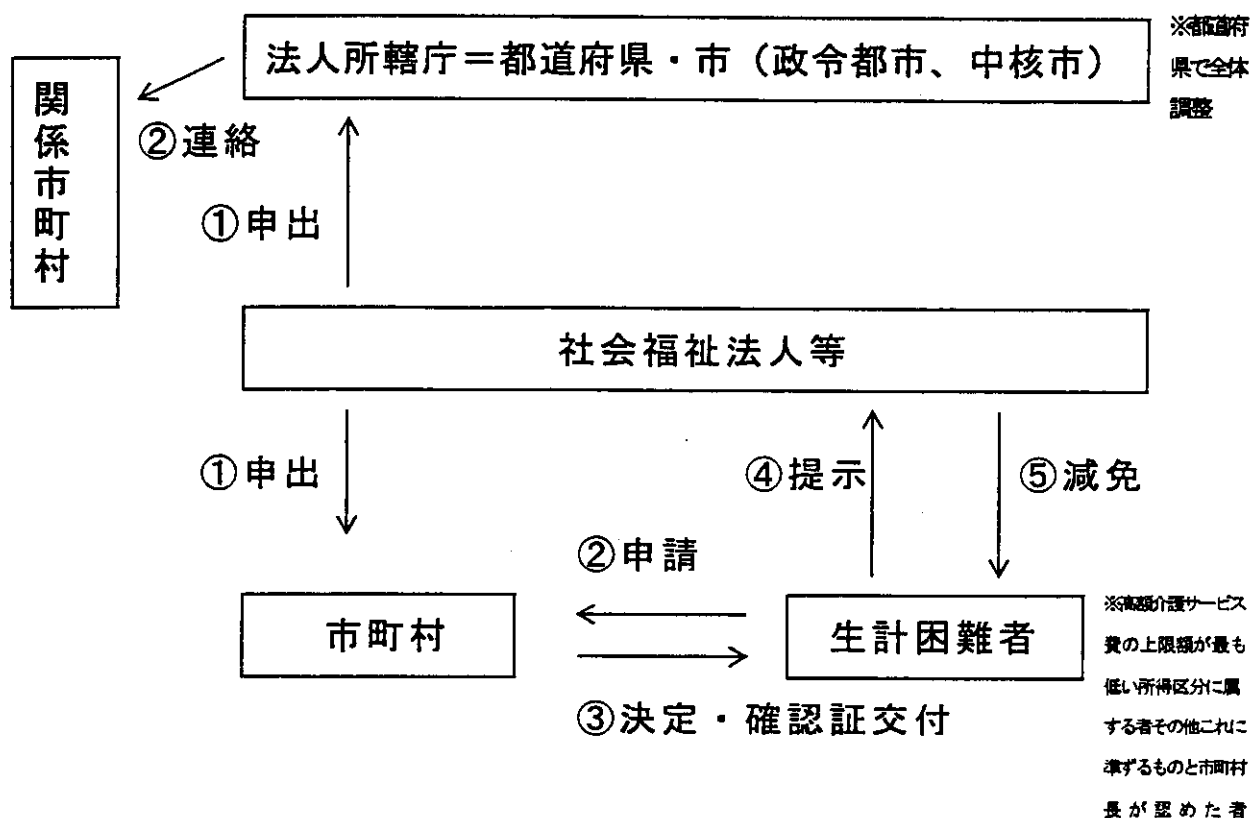 法人所轄庁＝都道府県・市（政令都市、中核市）
※都道府
県で全体
調整
関係市町村
②連絡
①申出
社会福祉法人等
①申出
④提示
⑤減免
②申請
市町村
生計困難者
③決定・確認証交付
※高額介護サービス
費の上限額が最も
低い所得区分に属
する者その他これに
準ずるものと市町村
長が認めた者